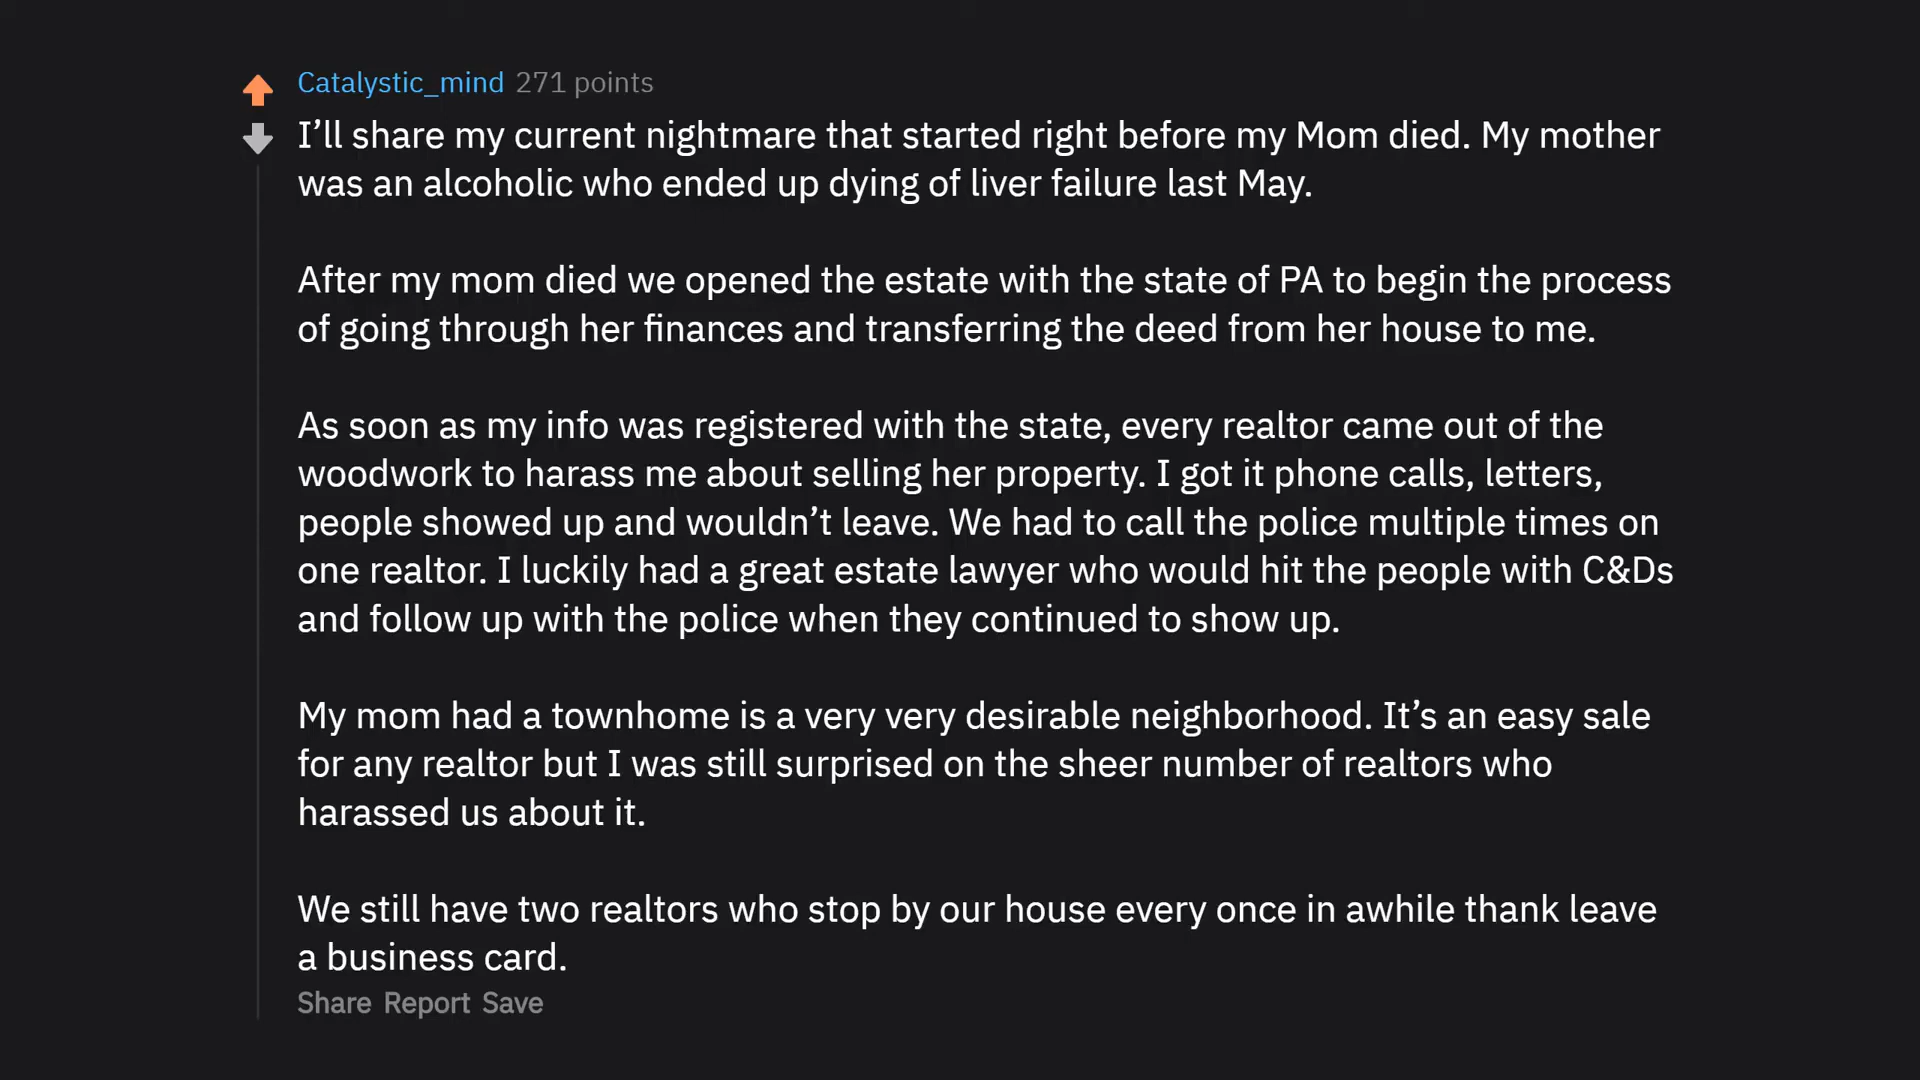 Catalystic_mind 271 points
I’ll share my current nightmare that started right before my Mom died. My mother
was an alcoholic who ended up dying of liver failure last May.
After my mom died we opened the estate with the state of PA to begin the process
of going through her finances and transferring the deed from her house to me.
As soon as my info was registered with the state, every realtor came out of the
woodwork to harass me about selling her property. I got it phone calls, letters,
people showed up and wouldn’t leave. We had to call the police multiple times on
one realtor. I luckily had a great estate lawyer who would hit the people with C&Ds
and follow up with the police when they continued to show up.
My mom had a townhome is a very very desirable neighborhood. It’s an easy sale
for any realtor but I was still surprised on the sheer number of realtors who
harassed us about it.
We still have two realtors who stop by our house every once in awhile thank leave
a business card.
Share Report Save